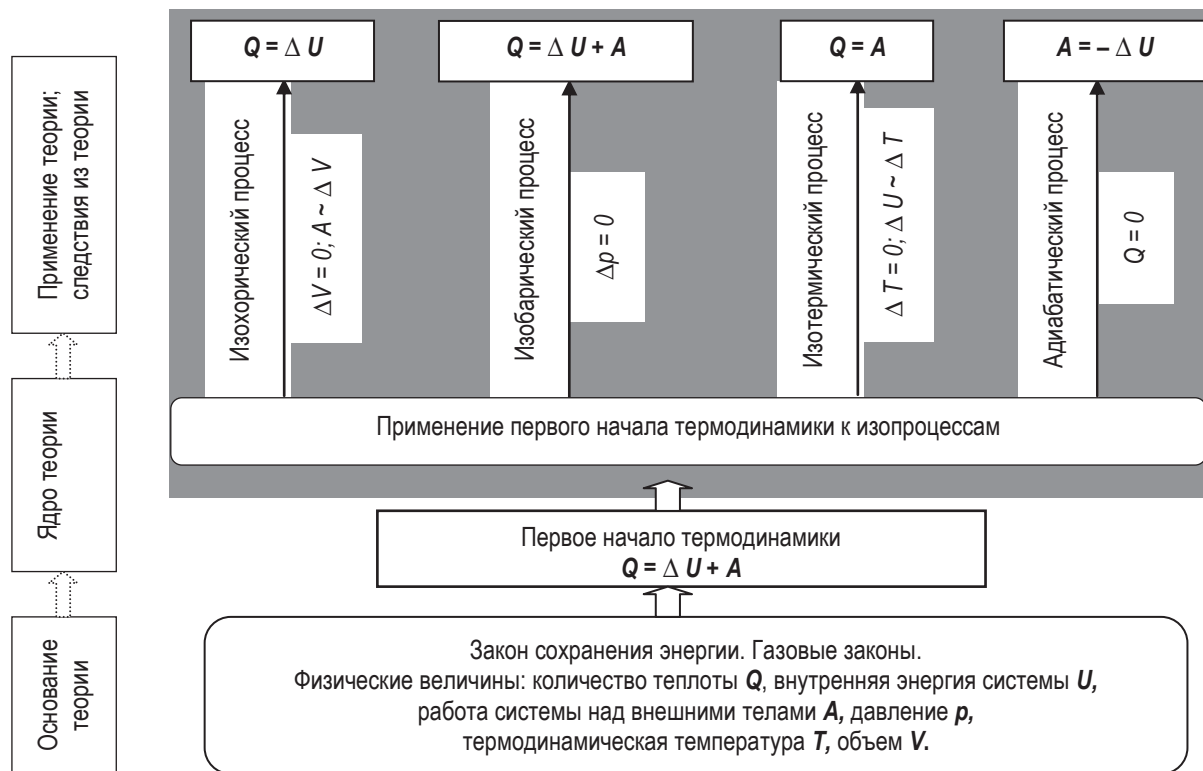 Применение теории;
следствия из теории
Ядро теории
Основание
теории
Q = Δ U
Q = Δ U + A
Q = A
A = – Δ U
Изохорический процесс
ΔV = 0; A ~ Δ V
Изобарический процесс
Δp = 0
Изотермический процесс
Δ T = 0; Δ U ~ Δ T
Адиабатический процесс
Q = 0
Применение первого начала термодинамики к изопроцессам
Первое начало термодинамики
Q = Δ U + A
Закон сохранения энергии. Газовые законы.
Физические величины: количество теплоты Q, внутренняя энергия системы U,
работа системы над внешними телами A, давление p,
термодинамическая температура T, объем V.